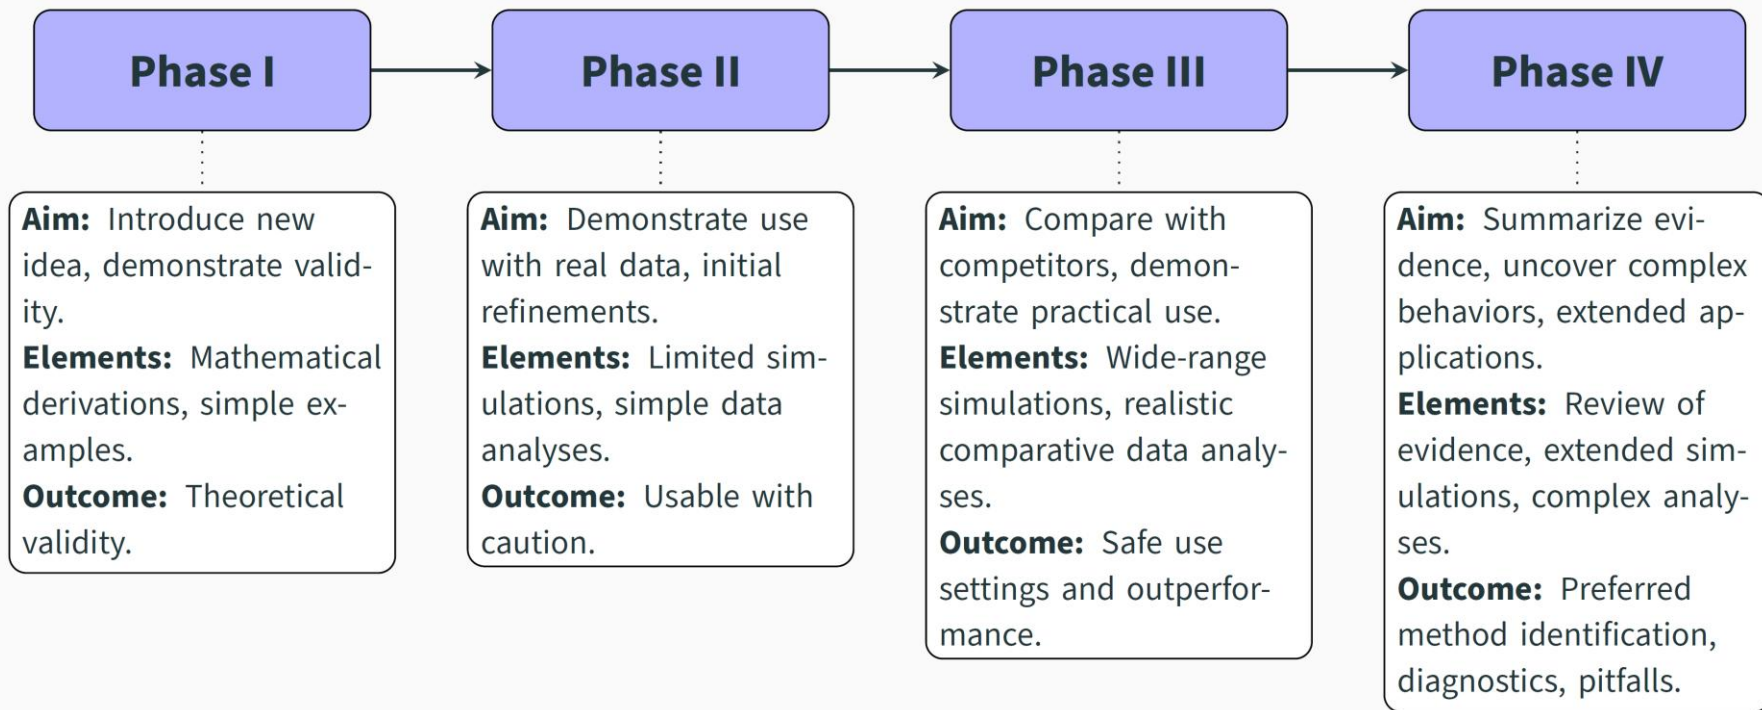 Phase I
Phase II
Phase III
Phase IV
Aim: Introduce new
idea, demonstrate valid-
ity.
Elements: Mathematical
derivations, simple ex-
amples.
Outcome: Theoretical
validity.
Aim: Demonstrate use
with real data, initial
refinements.
Elements: Limited sim-
ulations, simple data
analyses.
Outcome: Usable with
caution.
Aim: Compare with
competitors, demon-
strate practical use.
Elements: Wide-range
simulations, realistic
comparative data analy-
ses.
Outcome: Safe use
settings and outperfor-
mance.
Aim: Summarize evi-
dence, uncover complex
behaviors, extended ap-
plications.
Elements: Review of
evidence, extended sim-
ulations, complex analy-
ses.
Outcome: Preferred
method identification,
diagnostics, pitfalls.